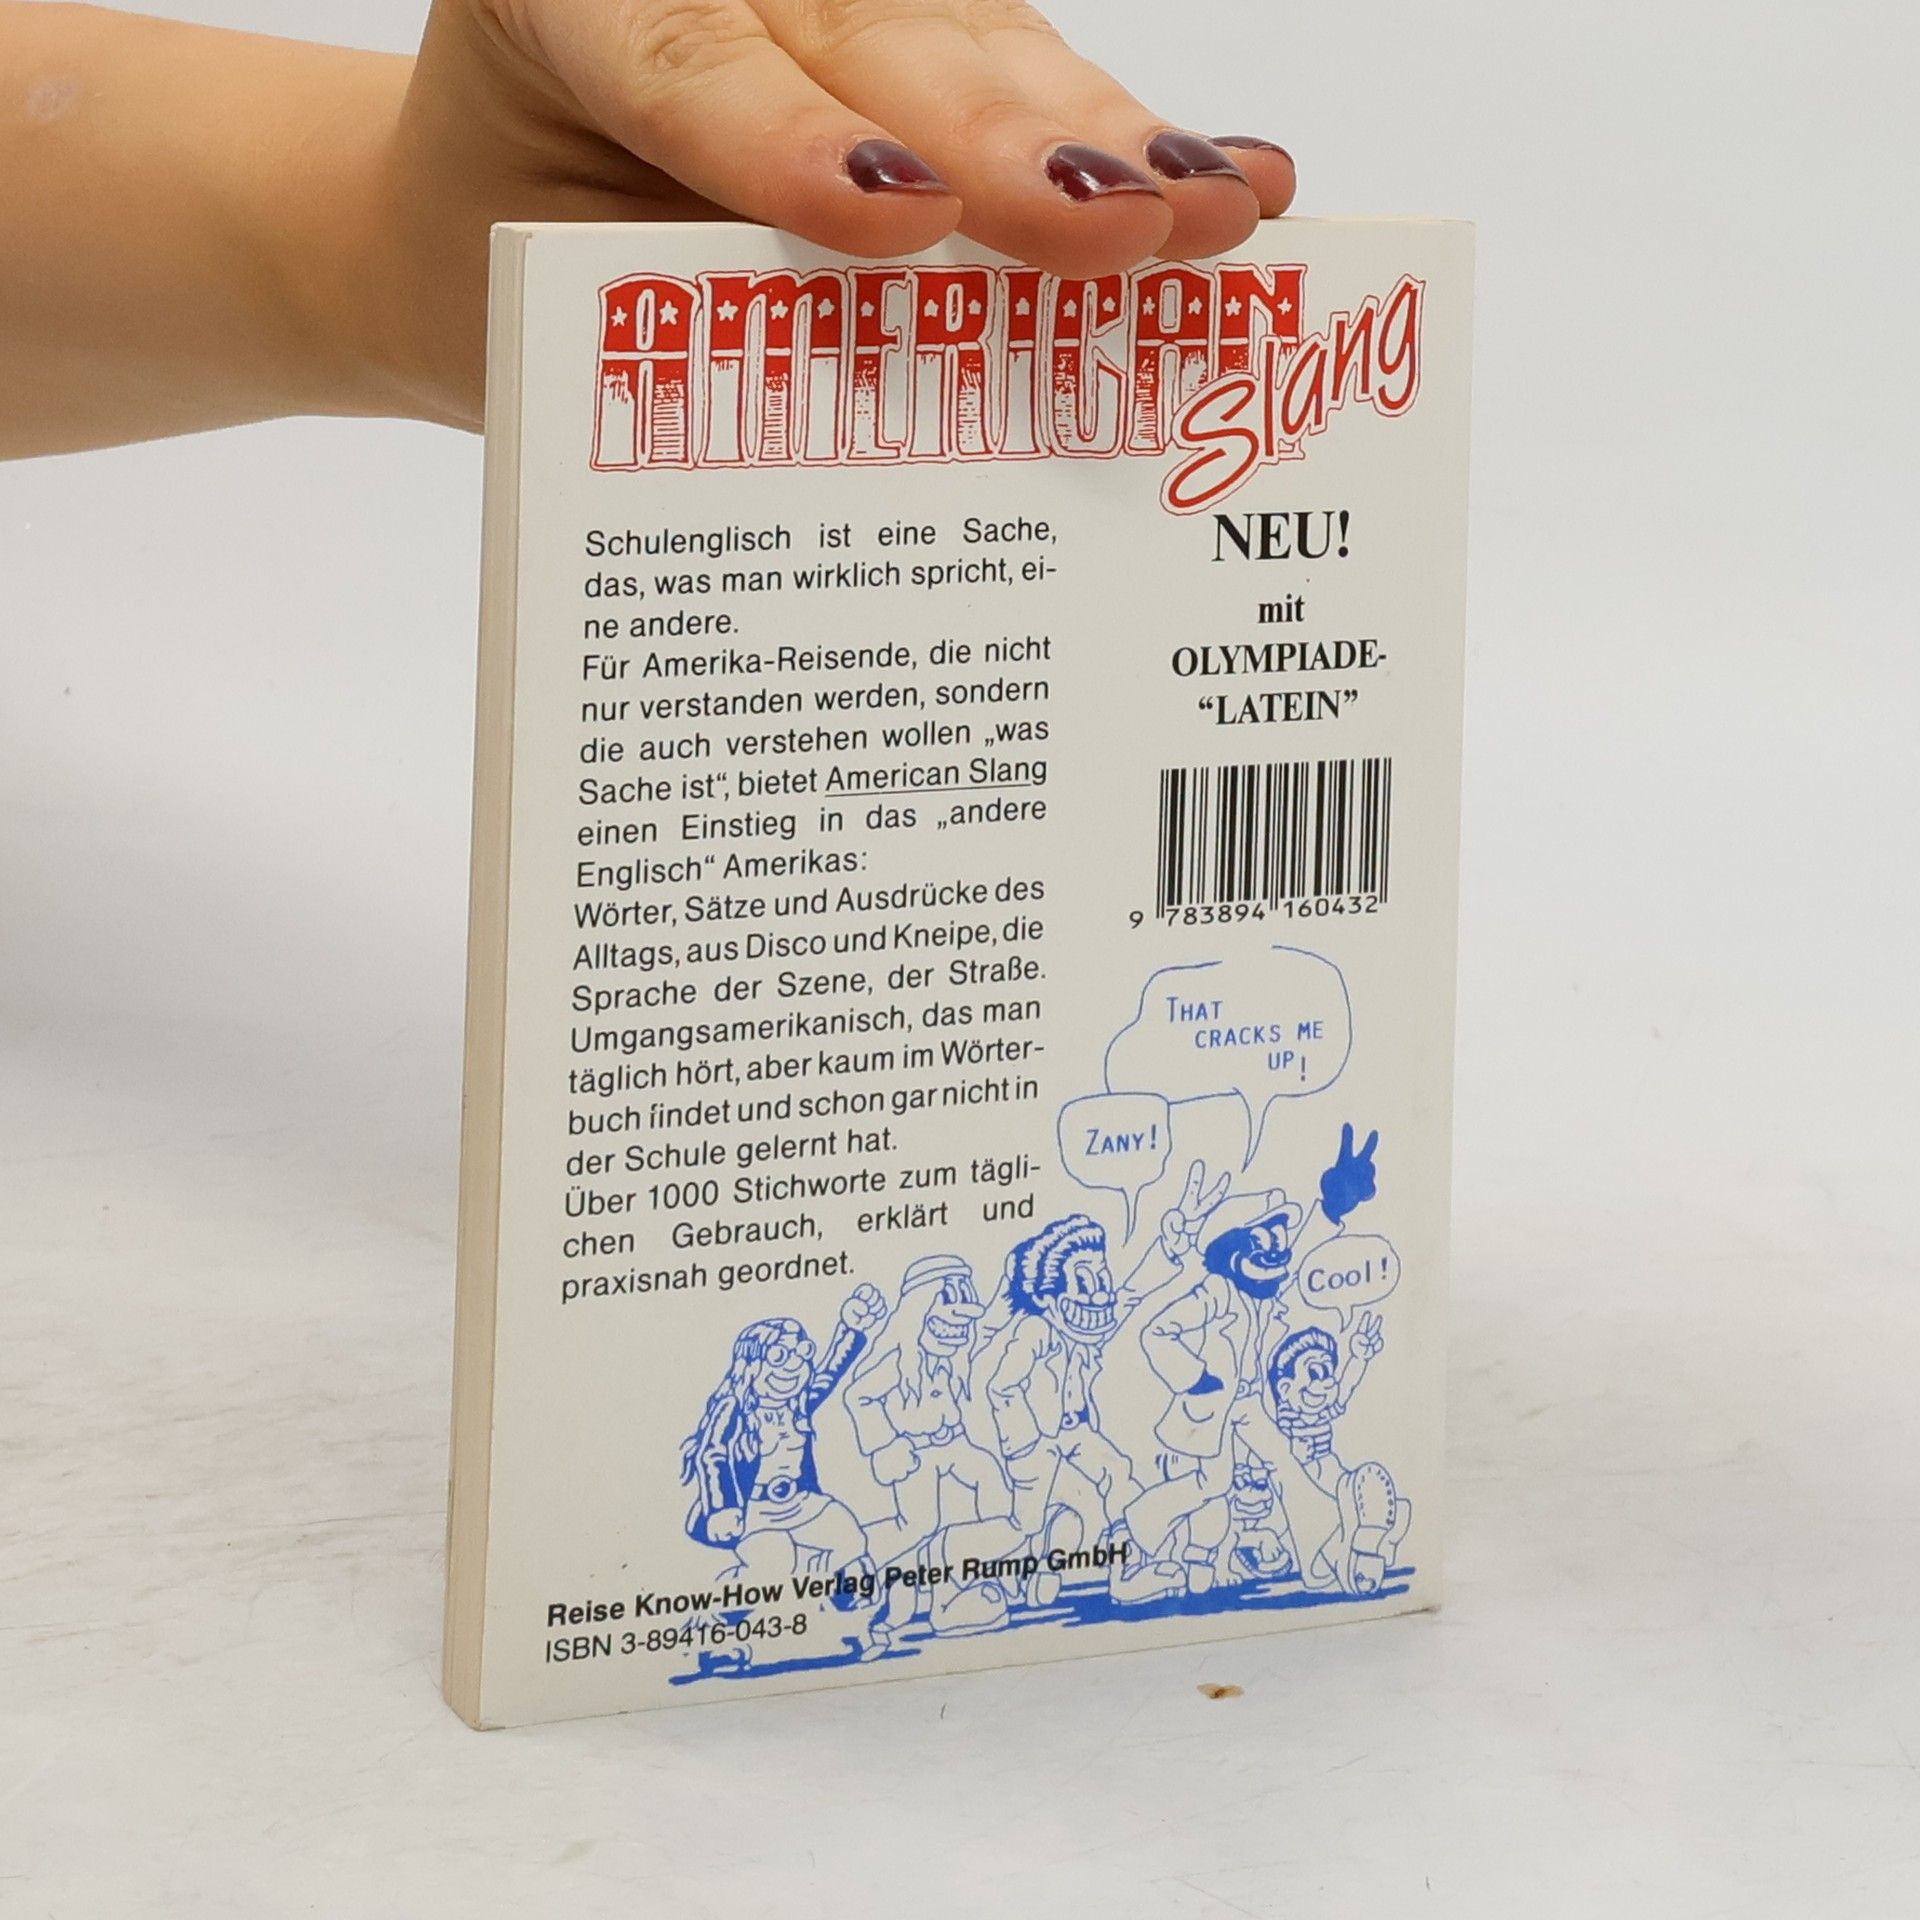 AMERICAN
Slang
Schulenglisch ist eine Sache,
das, was man wirklich spricht, ei-
ne andere.
Für Amerika-Reisende, die nicht
nur verstanden werden, sondern
die auch verstehen wollen „was
Sache ist“, bietet American Slang
einen Einstieg in das „andere
Englisch“ Amerikas:
Wörter, Sätze und Ausdrücke des
Alltags, aus Disco und Kneipe, die
Sprache der Szene, der Straße.
Umgangsamerikanisch, das man
täglich hört, aber kaum im Wörter-
buch findet und schon gar nicht in
der Schule gelernt hat.
Über 1000 Stichworte zum tägli-
chen Gebrauch, erklärt und
praxisnah geordnet.
NEU!
mit
OLYMPIADE-
“LATEIN”
9 783894 160432
THAT
CRACKS ME
UP!
ZANY!
Cool!
Reise Know-How Verlag Peter Rump GmbH
ISBN 3-89416-043-8